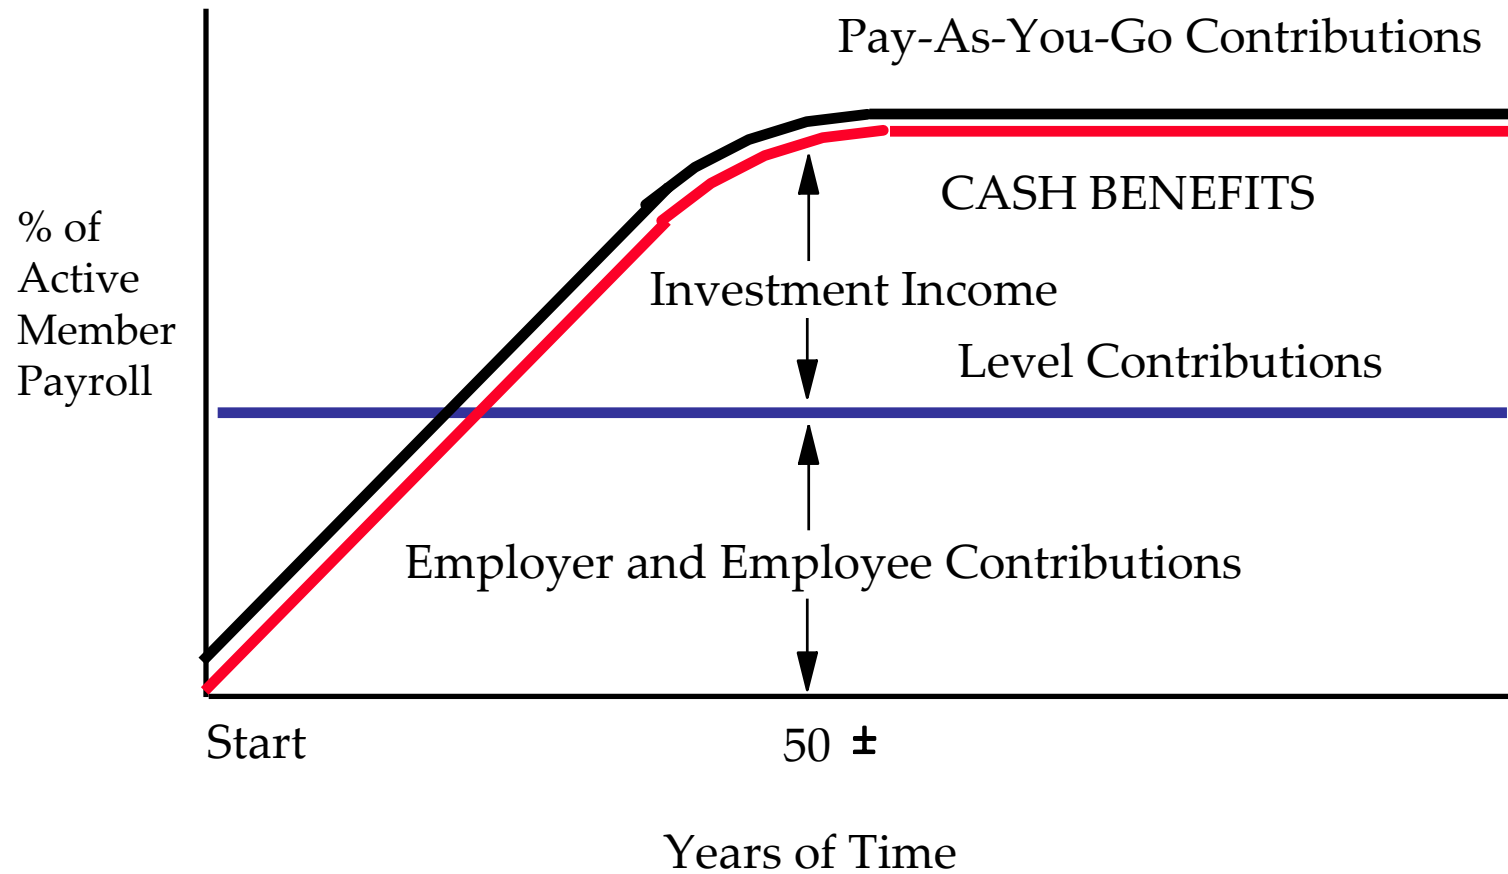 Pay-As-You-Go Contributions
CASH BENEFITS
% of
Active
Member
Payroll
Investment Income
Level Contributions
Employer and Employee Contributions
Start
50 ±
Years of Time